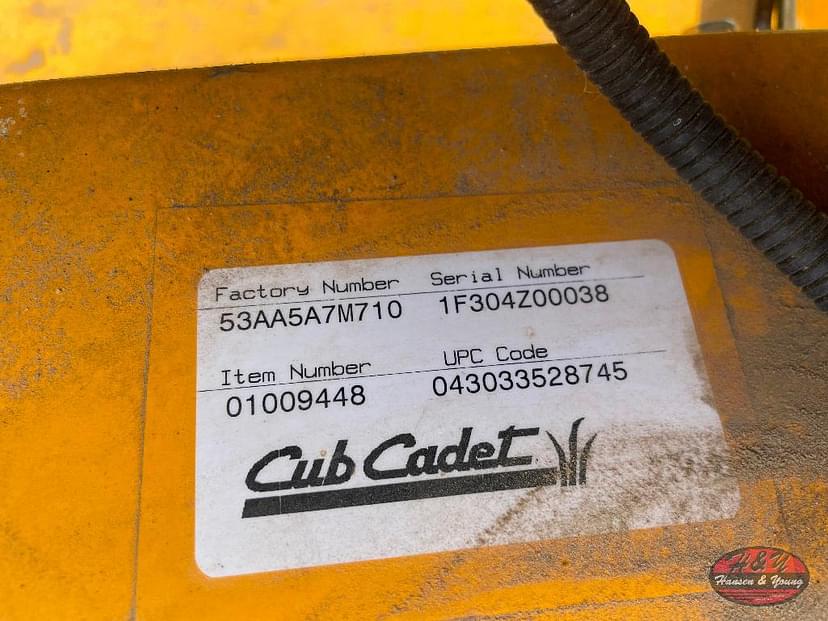 Factory Number Serial Number
53AA5A7M710 1F304Z00038
Item Number UPC Code
01009448 043033528745
Cub Cadet
H & Y
Hansen & Young